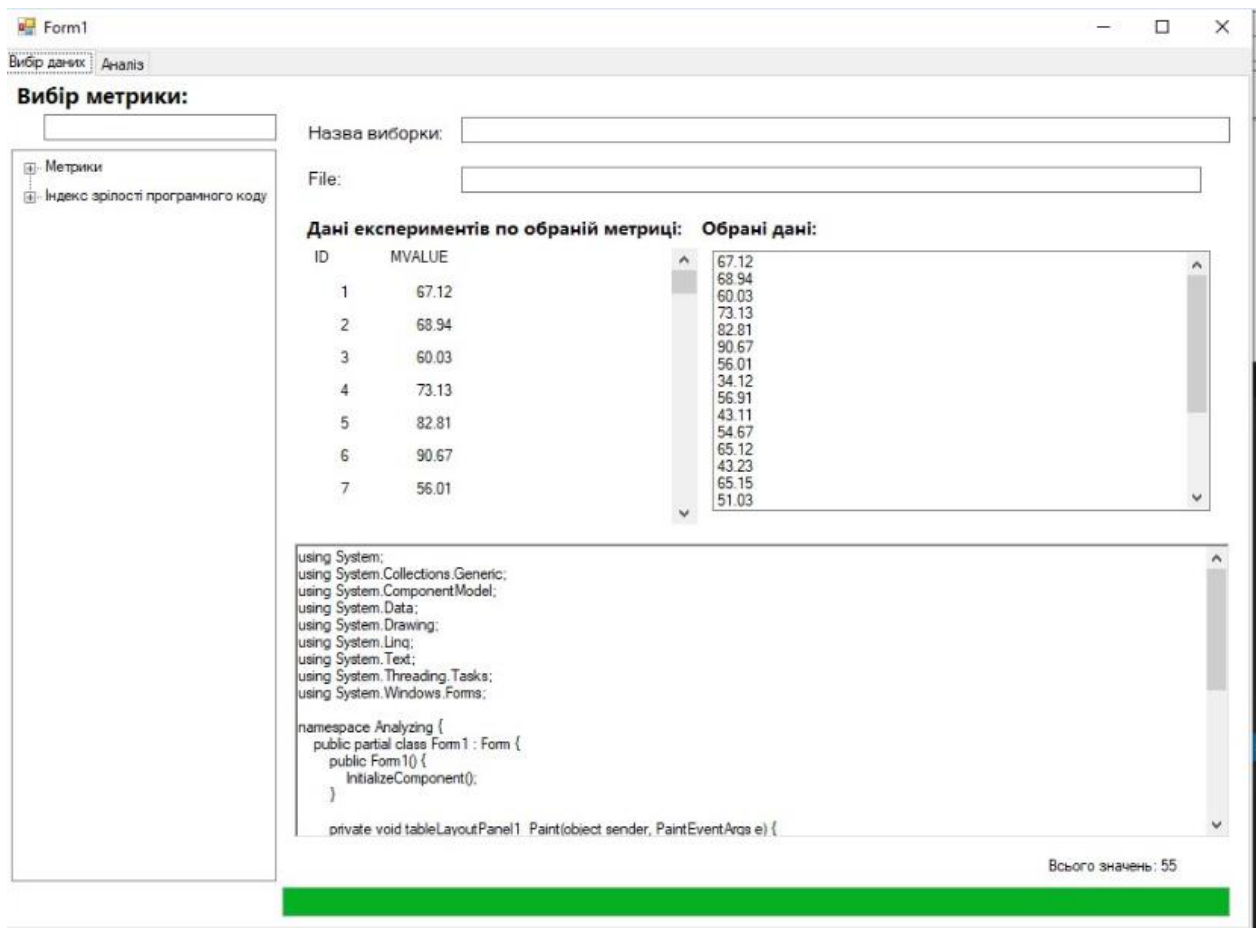 Form1
Вибір даних Аналіз
Вибір метрики:
Назва виборки:
Метрики
File:
Індекс зрілості програмного коду
Дані експериментів по обраній метриці: Обрані дані:
ID MVALUE
1 67.12
2 68.94
3 60.03
4 73.13
5 82.81
6 90.67
7 56.01
67.12
68.94
60.03
73.13
82.81
90.67
56.01
34.12
56.91
43.11
54.67
65.12
43.23
65.15
51.03
using System;
using System.Collections.Generic;
using System.ComponentModel;
using System.Data;
using System.Drawing;
using System.Linq;
using System.Text;
using System.Threading.Tasks;
using System.Windows.Forms;
namespace Analyzing {
public partial class Form1 : Form {
public Form1() {
InitializeComponent();
}
private void tableLayoutPanel1_Paint(object sender, PaintEventArgs e) {
Всього значень: 55